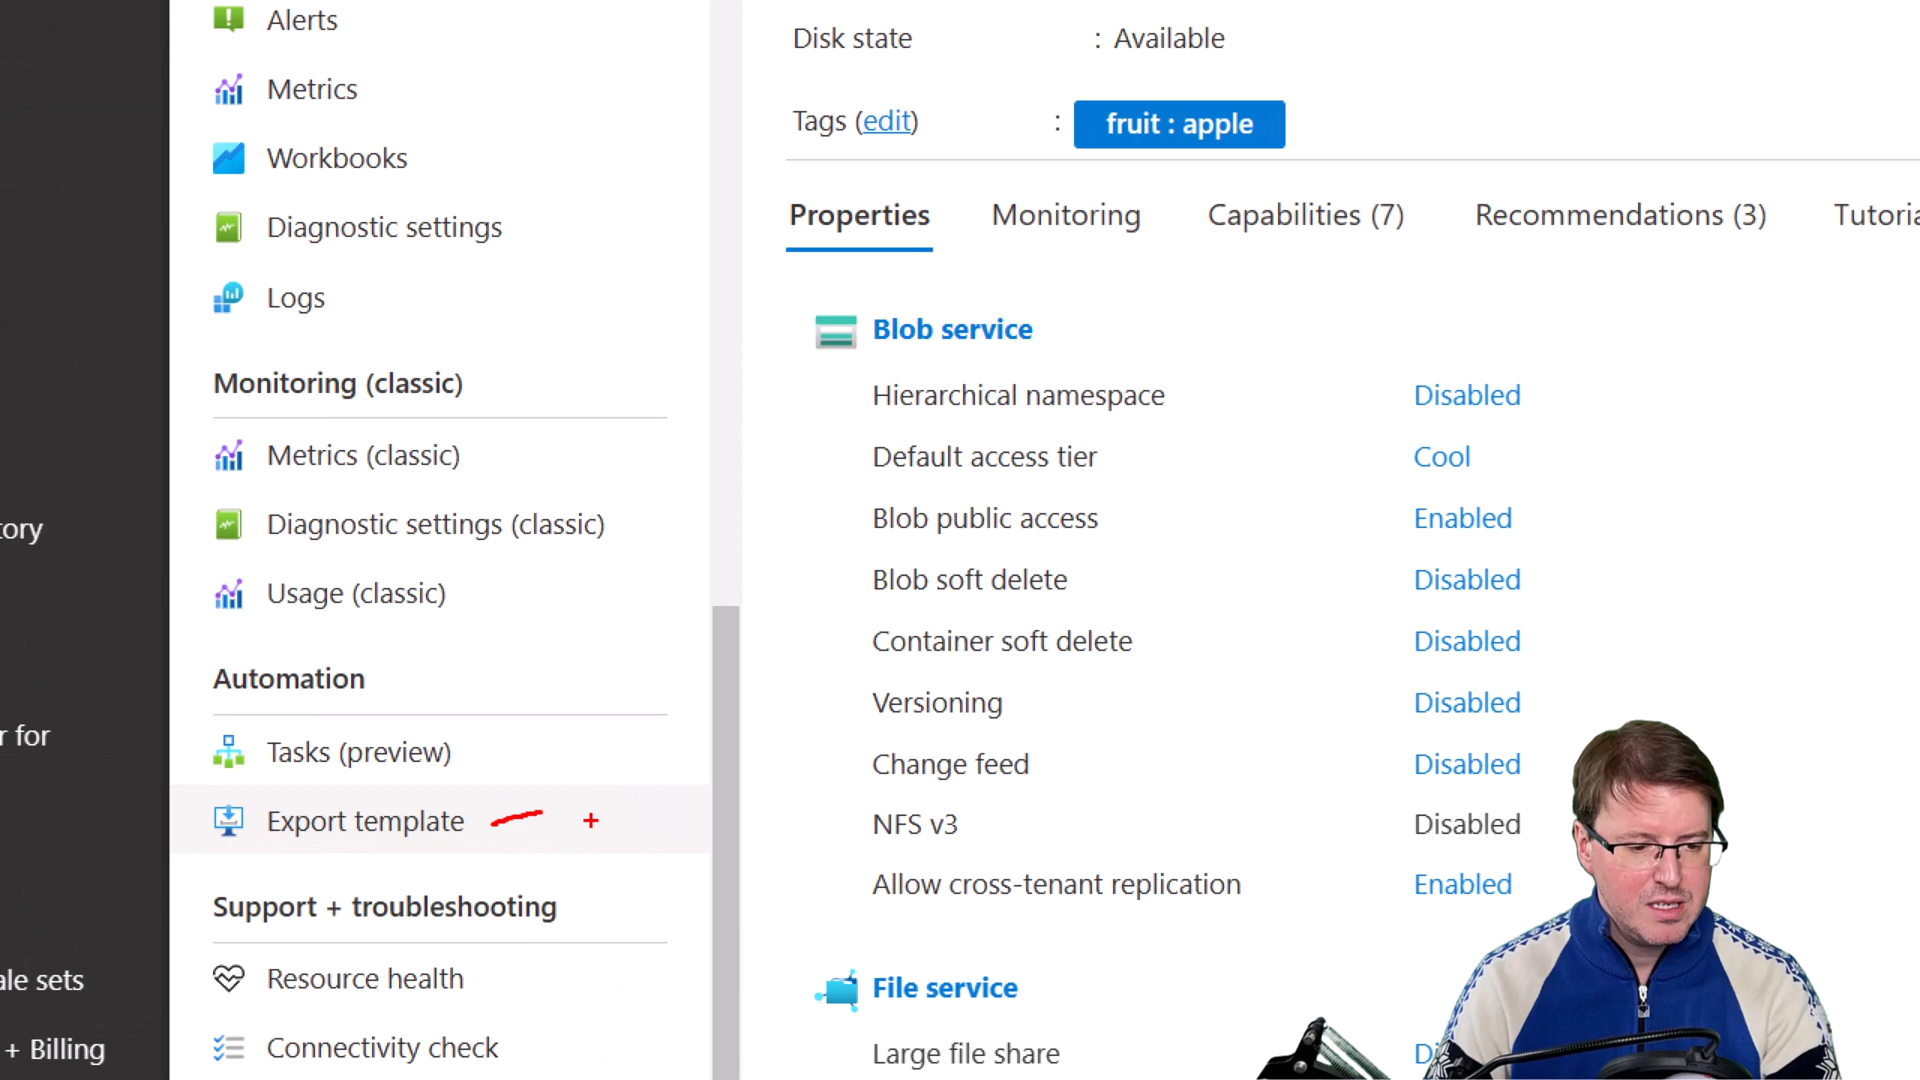 Alerts
Metrics
Workbooks
Diagnostic settings
Logs
Monitoring (classic)
Metrics (classic)
Diagnostic settings (classic)
Usage (classic)
Automation
Tasks (preview)
Export template
Support + troubleshooting
Resource health
Connectivity check
tory
r for
ale sets
+ Billing
Disk state : Available
Tags (edit) : fruit : apple
Properties Monitoring Capabilities (7) Recommendations (3) Tutoria
Blob service
Hierarchical namespace Disabled
Default access tier Cool
Blob public access Enabled
Blob soft delete Disabled
Container soft delete Disabled
Versioning Disabled
Change feed Disabled
NFS v3 Disabled
Allow cross-tenant replication Enabled
File service
Large file share